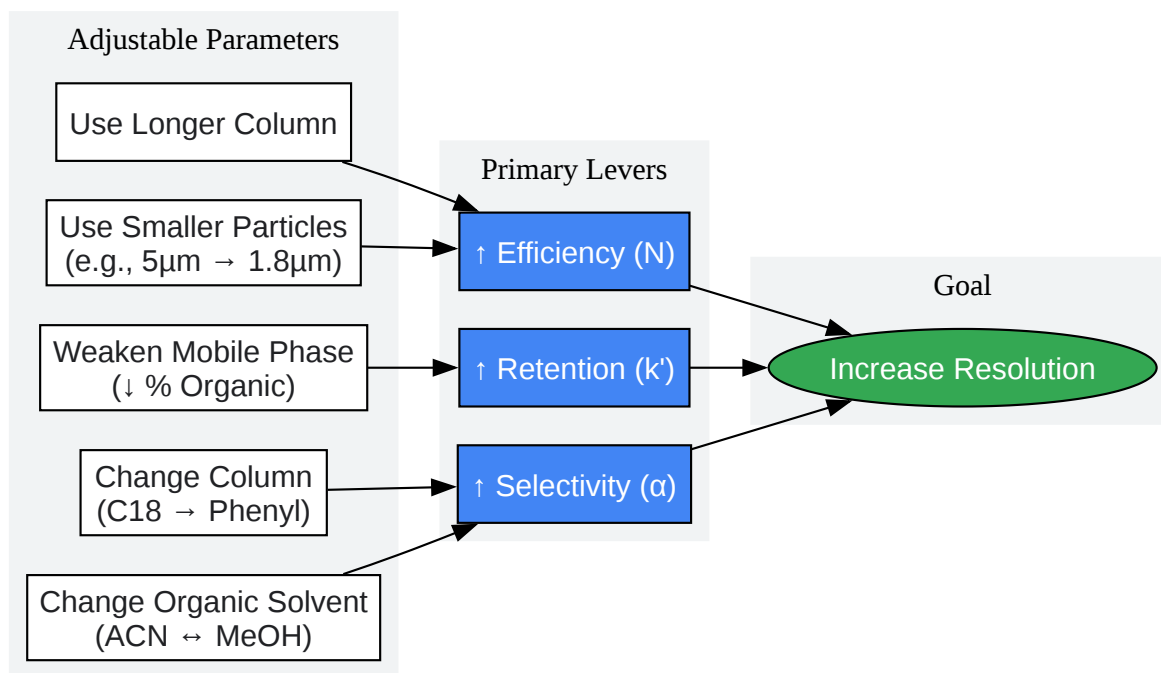 Adjustable Parameters
Use Longer Column
Use Smaller Particles
(e.g., 5µm → 1.8µm)
Weaken Mobile Phase
(↓ % Organic)
Change Column
(C18 → Phenyl)
Change Organic Solvent
(ACN ↔ MeOH)
Primary Levers
↑ Efficiency (N)
↑ Retention (k')
↑ Selectivity (α)
Goal
Increase Resolution